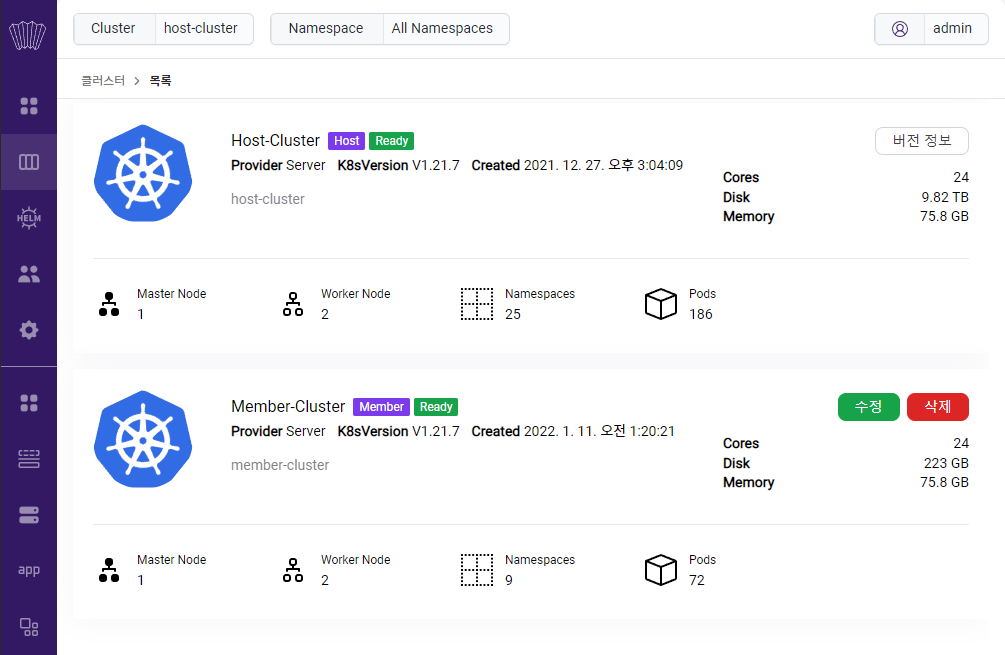 Cluster host-cluster Namespace All Namespaces admin
클러스터 > 목록
HELM
app
Host-Cluster Host Ready 버전 정보
Provider Server K8sVersion V1.21.7 Created 2021. 12. 27. 오후 3:04:09
host-cluster
Cores 24
Disk 9.82 TB
Memory 75.8 GB
Master Node Worker Node Namespaces Pods
1 2 25 186
Member-Cluster Member Ready 수정 삭제
Provider Server K8sVersion V1.21.7 Created 2022. 1. 11. 오전 1:20:21
member-cluster
Cores 24
Disk 223 GB
Memory 75.8 GB
Master Node Worker Node Namespaces Pods
1 2 9 72